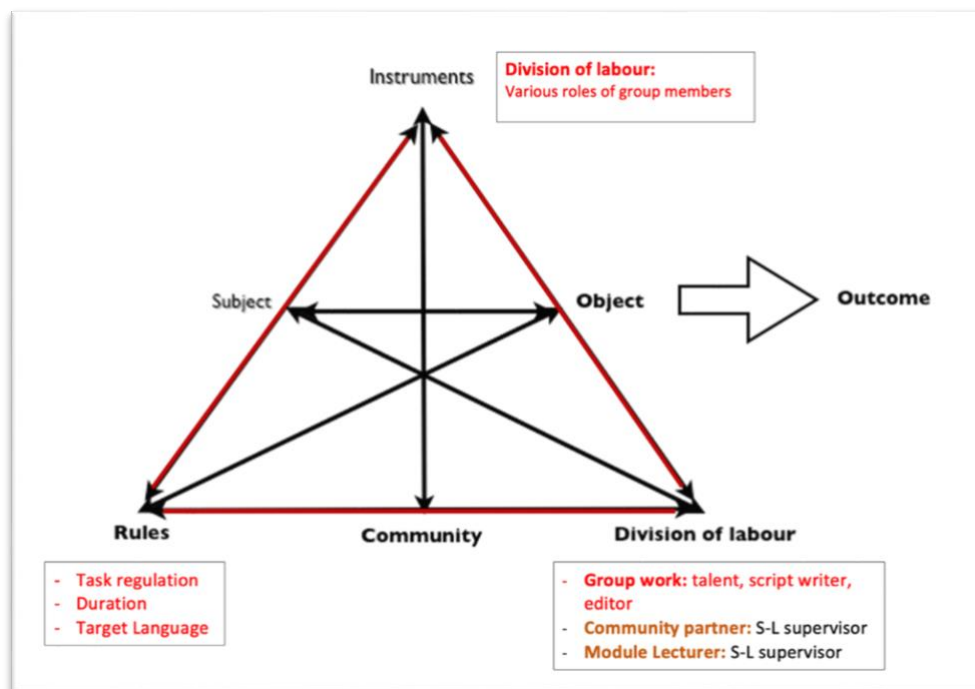 Instruments
Division of labour:
Various roles of group members
Subject
Object
Outcome
Rules
Community
Division of labour
- Task regulation
- Duration
- Target Language
- Group work: talent, script writer,
editor
- Community partner: S-L supervisor
- Module Lecturer: S-L supervisor